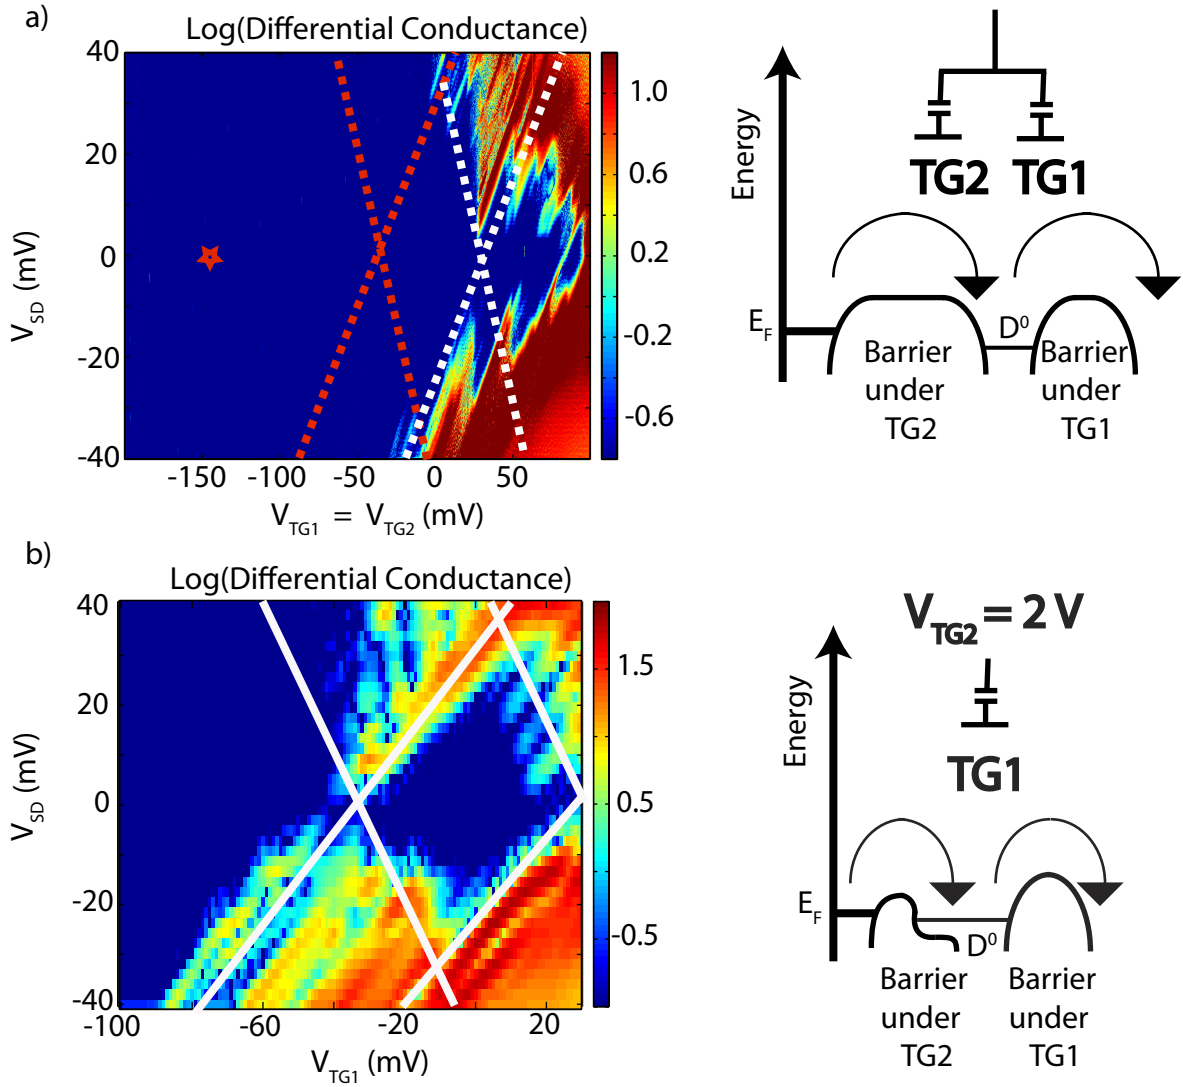 a)
Log(Differential Conductance)
40
20
0
-20
-40
V_SD (mV)
-150
-100
-50
0
50
V_TG1 = V_TG2 (mV)
1.0
0.6
0.2
-0.2
-0.6
Energy
TG2 TG1
E_F
D⁰
Barrier
under
TG2
Barrier
under
TG1
b)
Log(Differential Conductance)
40
20
0
-20
-40
V_SD (mV)
-100
-60
-20
20
V_TG1 (mV)
1.5
0.5
-0.5
V_TG2 = 2 V
Energy
TG1
E_F
D⁰
Barrier
under
TG2
Barrier
under
TG1